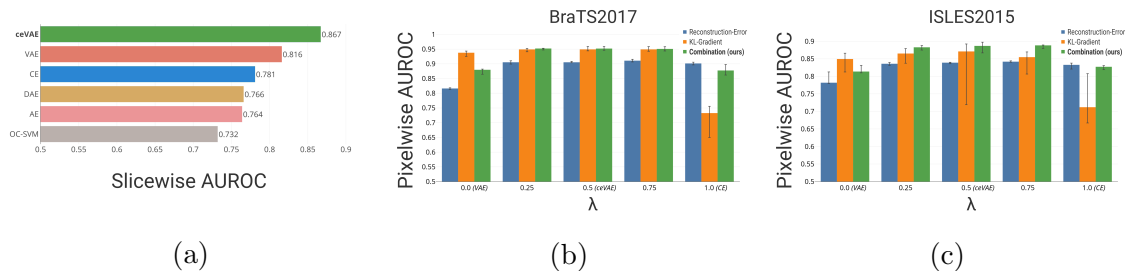 ceVAE
0.867
VAE
0.816
CE
0.781
DAE
0.766
AE
0.764
OC-SVM
0.732
0.5
0.55
0.6
0.65
0.7
0.75
0.8
0.85
0.9
Slicewise AUROC
(a)
BraTS2017
Reconstruction-Error
KL-Gradient
Combination (ours)
Pixelwise AUROC
1
0.95
0.9
0.85
0.8
0.75
0.7
0.65
0.6
0.55
0.5
0.0 (VAE)
0.25
0.5 (ceVAE)
0.75
1.0 (CE)
λ
(b)
ISLES2015
Reconstruction-Error
KL-Gradient
Combination (ours)
Pixelwise AUROC
0.9
0.85
0.8
0.75
0.7
0.65
0.6
0.55
0.5
0.0 (VAE)
0.25
0.5 (ceVAE)
0.75
1.0 (CE)
λ
(c)